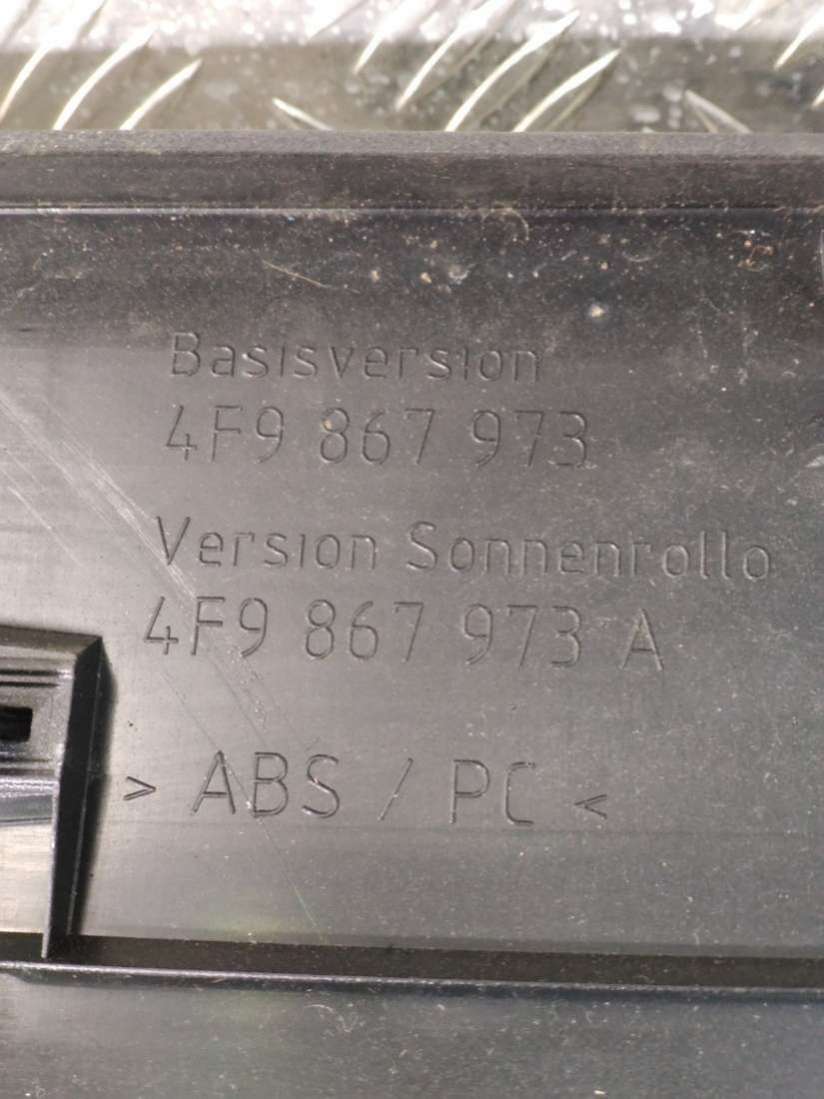 Basisversion
4F9 867 973
Version Sonnenrollo
4F9 867 973 A
> ABS / PC <